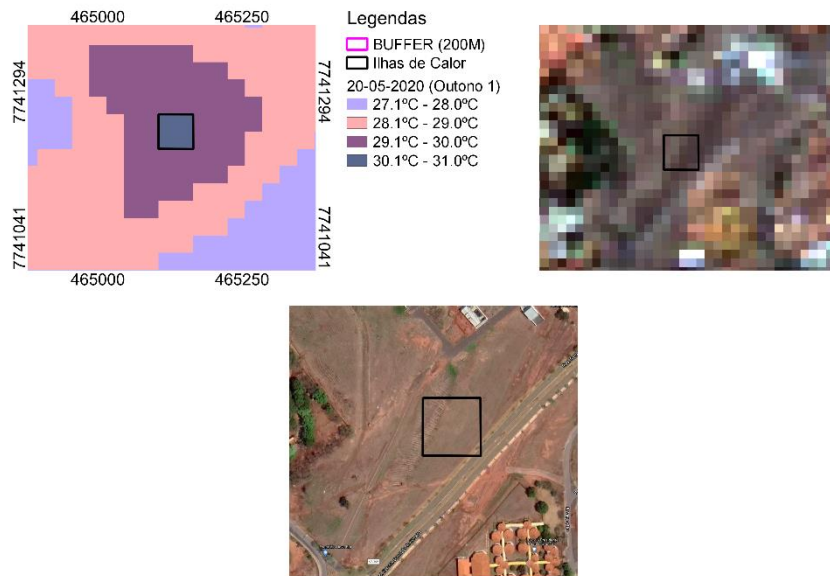 465000
465250
7741294
7741294
7741041
7741041
465000
465250
Legendas
BUFFER (200M)
Ilhas de Calor
20-05-2020 (Outono 1)
27.1ºC - 28.0ºC
28.1ºC - 29.0ºC
29.1ºC - 30.0ºC
30.1ºC - 31.0ºC